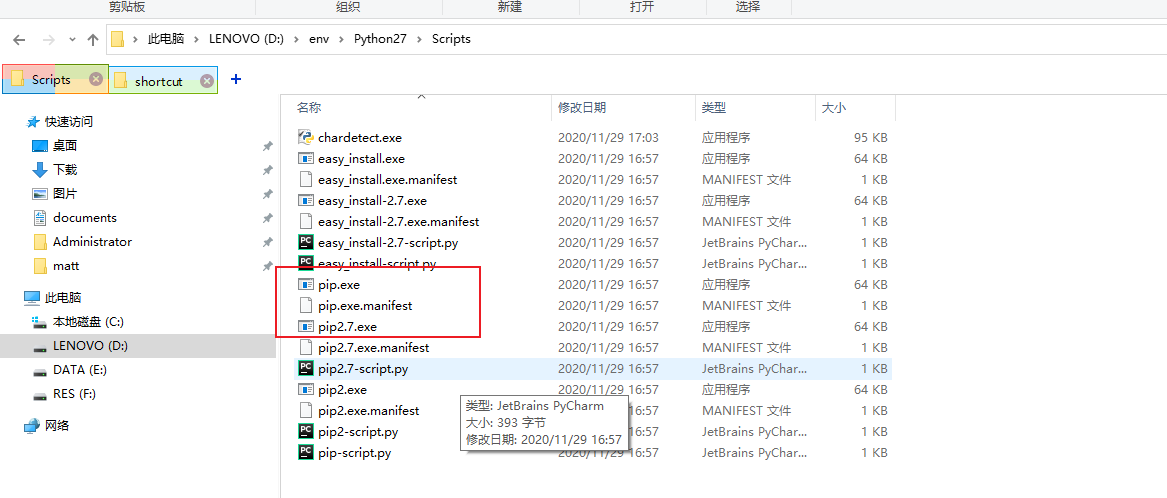 剪贴板 组织 新建 打开 选择
此电脑 LENOVO (D:) env Python27 Scripts
Scripts shortcut
名称 修改日期 类型 大小
快速访问
桌面
下载
图片
documents
Administrator
matt
此电脑
本地磁盘 (C:)
LENOVO (D:)
DATA (E:)
RES (F:)
网络
chardetect.exe 2020/11/29 17:03 应用程序 95 KB
easy_install.exe 2020/11/29 16:57 应用程序 64 KB
easy_install.exe.manifest 2020/11/29 16:57 MANIFEST 文件 1 KB
easy_install-2.7.exe 2020/11/29 16:57 应用程序 64 KB
easy_install-2.7.exe.manifest 2020/11/29 16:57 MANIFEST 文件 1 KB
easy_install-2.7-script.py 2020/11/29 16:57 JetBrains PyChar... 1 KB
easy_install-script.py 2020/11/29 16:57 JetBrains PyChar... 1 KB
pip.exe 2020/11/29 16:57 应用程序 64 KB
pip.exe.manifest 2020/11/29 16:57 MANIFEST 文件 1 KB
pip2.7.exe 2020/11/29 16:57 应用程序 64 KB
pip2.7.exe.manifest 2020/11/29 16:57 MANIFEST 文件 1 KB
pip2.7-script.py 2020/11/29 16:57 JetBrains PyChar... 1 KB
pip2.exe 2020/11/29 16:57 应用程序 64 KB
pip2.exe.manifest 2020/11/29 16:57 MANIFEST 文件 1 KB
pip2-script.py 2020/11/29 16:57 JetBrains PyChar... 1 KB
pip-script.py 2020/11/29 16:57 JetBrains PyChar... 1 KB
类型: JetBrains PyCharm
大小: 393 字节
修改日期: 2020/11/29 16:57